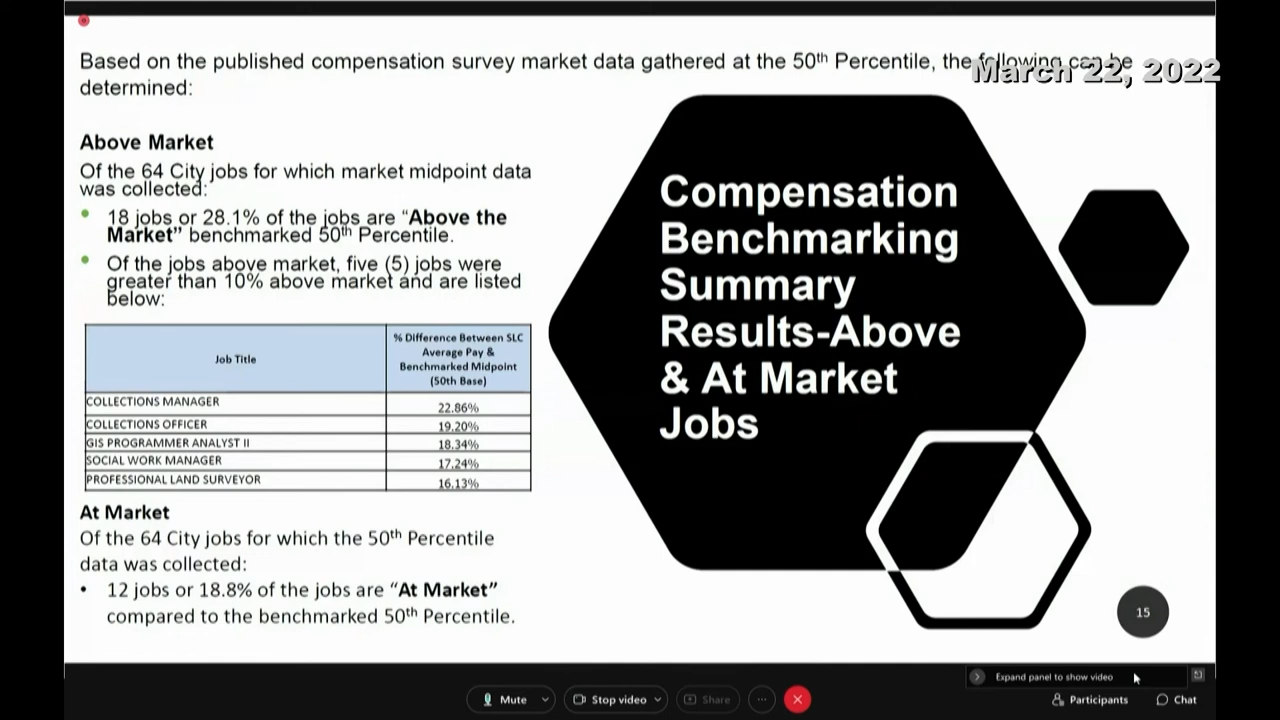 Based on the published compensation survey market data gathered at the 50th Percentile, the following can be
March 22, 2022
determined:
Above Market
Of the 64 City jobs for which market midpoint data
was collected:
• 18 jobs or 28.1% of the jobs are “Above the
Market” benchmarked 50th Percentile.
• Of the jobs above market, five (5) jobs were
greater than 10% above market and are listed
below:
Job Title
% Difference Between SLC
Average Pay &
Benchmarked Midpoint
(50th Base)
COLLECTIONS MANAGER 22.86%
COLLECTIONS OFFICER 19.20%
GIS PROGRAMMER ANALYST II 18.34%
SOCIAL WORK MANAGER 17.24%
PROFESSIONAL LAND SURVEYOR 16.13%
At Market
Of the 64 City jobs for which the 50th Percentile
data was collected:
• 12 jobs or 18.8% of the jobs are “At Market”
compared to the benchmarked 50th Percentile.
Compensation
Benchmarking
Summary
Results-Above
& At Market
Jobs
15
Expand panel to show video
Mute
Stop video
Share
Participants
Chat